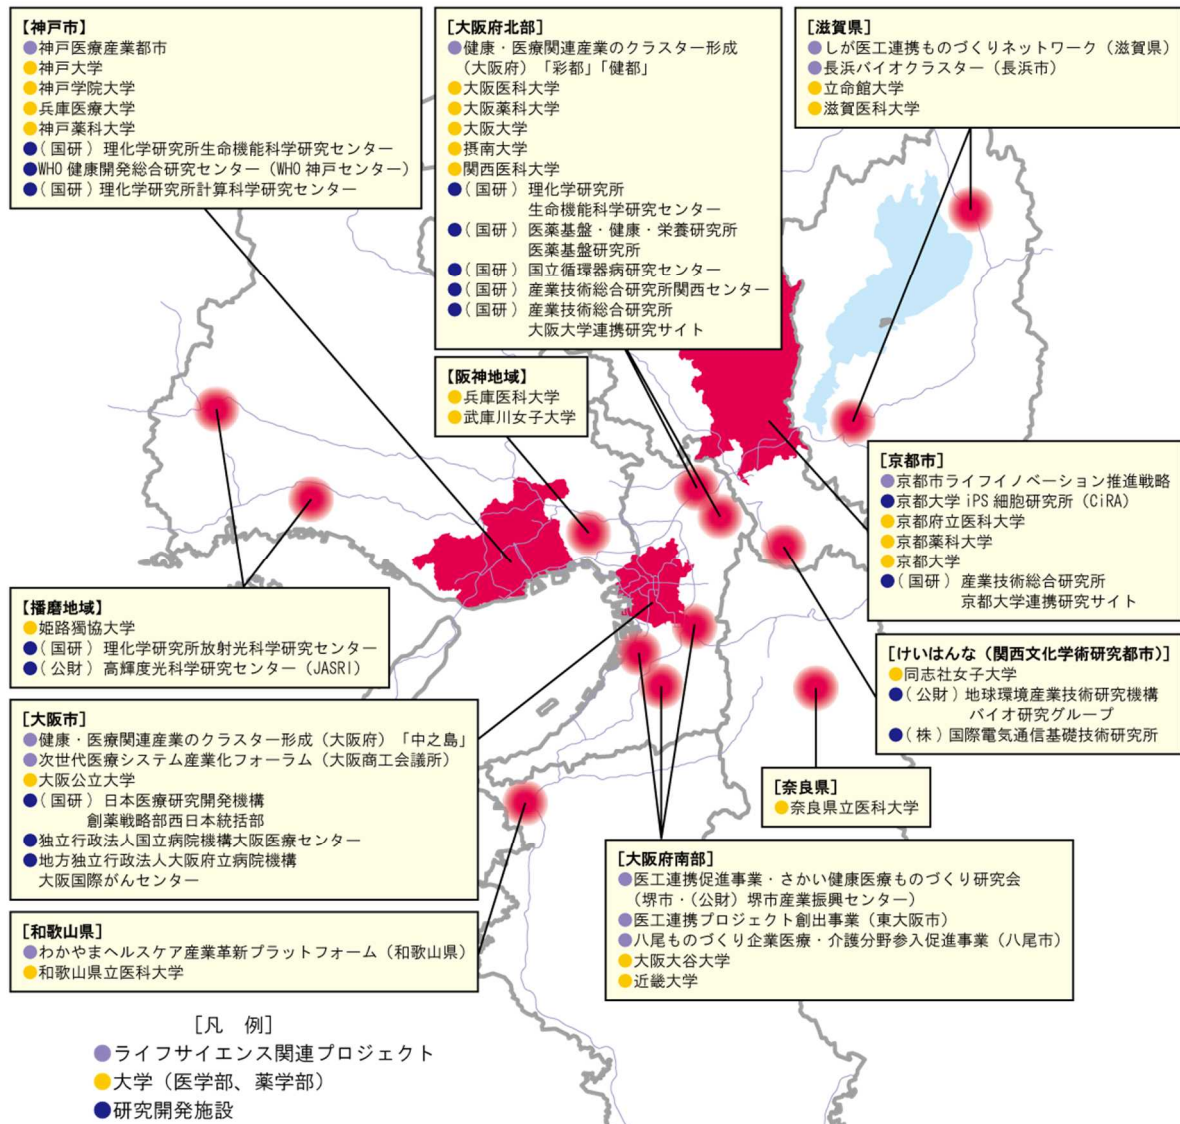 【神戸市】
●神戸医療産業都市
●神戸大学
●神戸学院大学
●兵庫医療大学
●神戸薬科大学
●（国研）理化学研究所生命機能科学研究センター
●WHO 健康開発総合研究センター（WHO 神戸センター）
●（国研）理化学研究所計算科学研究センター
［大阪府北部］
●健康・医療関連産業のクラスター形成
（大阪府）「彩都」「健都」
●大阪医科大学
●大阪薬科大学
●大阪大学
●摂南大学
●関西医科大学
●（国研）理化学研究所
生命機能科学研究センター
●（国研）医薬基盤・健康・栄養研究所
医薬基盤研究所
●（国研）国立循環器病研究センター
●（国研）産業技術総合研究所関西センター
●（国研）産業技術総合研究所
大阪大学連携研究サイト
［滋賀県］
●しが医工連携ものづくりネットワーク（滋賀県）
●長浜バイオクラスター（長浜市）
●立命館大学
●滋賀医科大学
【阪神地域】
●兵庫医科大学
●武庫川女子大学
［京都市］
●京都市ライフイノベーション推進戦略
●京都大学 iPS 細胞研究所（CiRA）
●京都府立医科大学
●京都薬科大学
●京都大学
●（国研）産業技術総合研究所
京都大学連携研究サイト
【播磨地域】
●姫路獨協大学
●（国研）理化学研究所放射光科学研究センター
●（公財）高輝度光科学研究センター（JASRI）
［けいはんな（関西文化学術研究都市）］
●同志社女子大学
●（公財）地球環境産業技術研究機構
バイオ研究グループ
●（株）国際電気通信基礎技術研究所
［大阪市］
●健康・医療関連産業のクラスター形成（大阪府）「中之島」
●次世代医療システム産業化フォーラム（大阪商工会議所）
●大阪公立大学
●（国研）日本医療研究開発機構
創薬戦略部西日本統括部
●独立行政法人国立病院機構大阪医療センター
●地方独立行政法人大阪府立病院機構
大阪国際がんセンター
［奈良県］
●奈良県立医科大学
［大阪府南部］
●医工連携促進事業・さかい健康医療ものづくり研究会
（堺市・（公財）堺市産業振興センター）
●医工連携プロジェクト創出事業（東大阪市）
●八尾ものづくり企業医療・介護分野参入促進事業（八尾市）
●大阪大谷大学
●近畿大学
［和歌山県］
●わかやまヘルスケア産業革新プラットフォーム（和歌山県）
●和歌山県立医科大学
［凡　例］
●ライフサイエンス関連プロジェクト
●大学（医学部、薬学部）
●研究開発施設